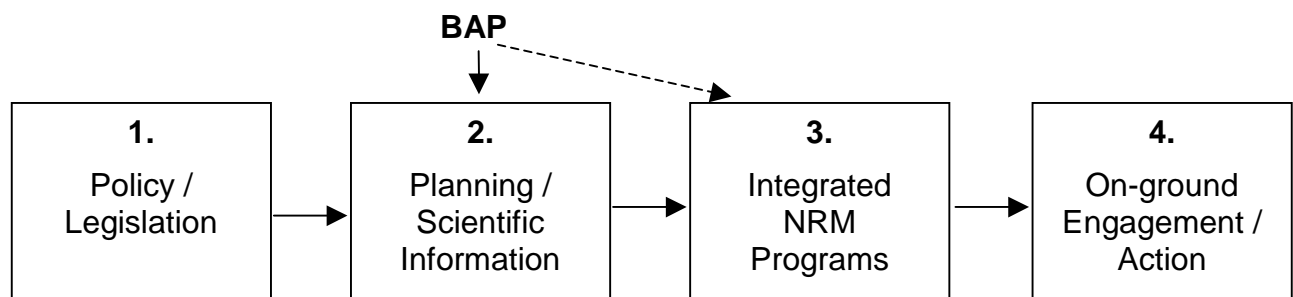 BAP
1.
Policy /
Legislation
2.
Planning /
Scientific
Information
3.
Integrated
NRM
Programs
4.
On-ground
Engagement /
Action